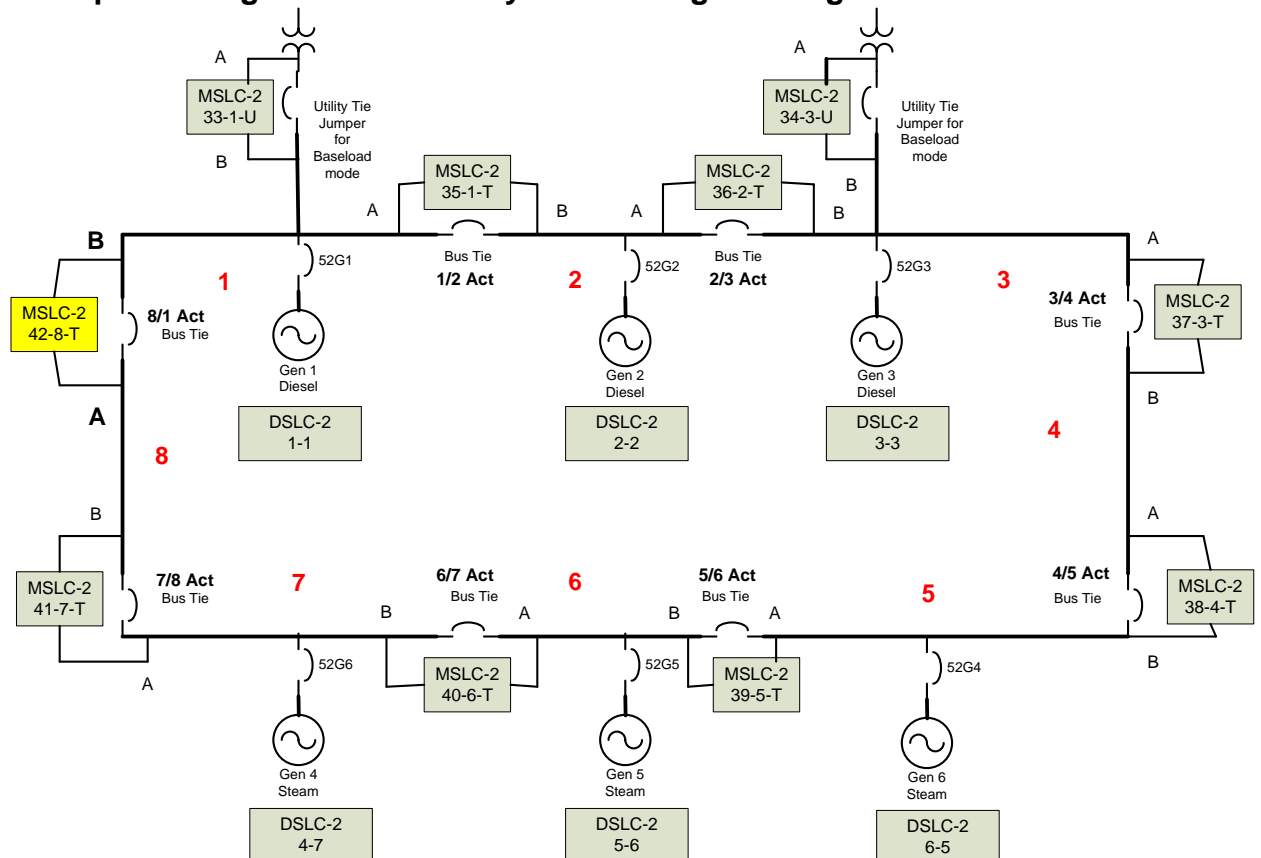 A
MSLC-2
33-1-U
B
Utility Tie
Jumper
for
Baseload
mode
A
MSLC-2
34-3-U
B
Utility Tie
Jumper for
Baseload
mode
MSLC-2
35-1-T
A
B
Bus Tie
1/2 Act
MSLC-2
36-2-T
A
B
Bus Tie
2/3 Act
B
MSLC-2
42-8-T
A
8/1 Act
Bus Tie
1
52G1
Gen 1
Diesel
DSLC-2
1-1
2
52G2
Gen 2
Diesel
DSLC-2
2-2
52G3
Gen 3
Diesel
DSLC-2
3-3
3
3/4 Act
Bus Tie
A
MSLC-2
37-3-T
B
4
8
B
MSLC-2
41-7-T
A
7/8 Act
Bus Tie
7
6/7 Act
Bus Tie
B
A
MSLC-2
40-6-T
6
5/6 Act
Bus Tie
B
A
MSLC-2
39-5-T
5
4/5 Act
Bus Tie
A
MSLC-2
38-4-T
B
52G6
Gen 4
Steam
DSLC-2
4-7
52G5
Gen 5
Steam
DSLC-2
5-6
52G4
Gen 6
Steam
DSLC-2
6-5